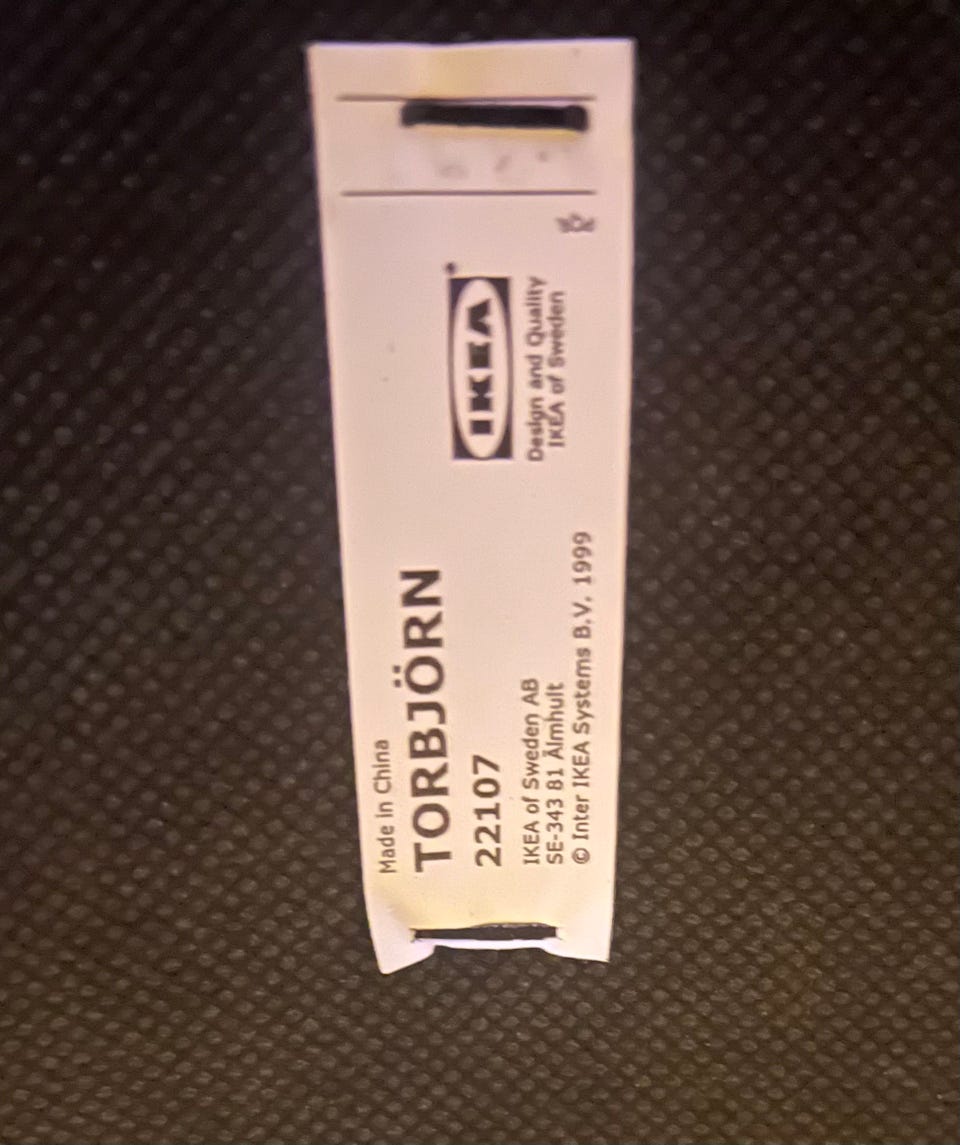 Made in China
TORBJÖRN
22107
IKEA of Sweden AB
SE-343 81 Älmhult
© Inter IKEA Systems B.V. 1999
IKEA
Design and Quality
IKEA of Sweden